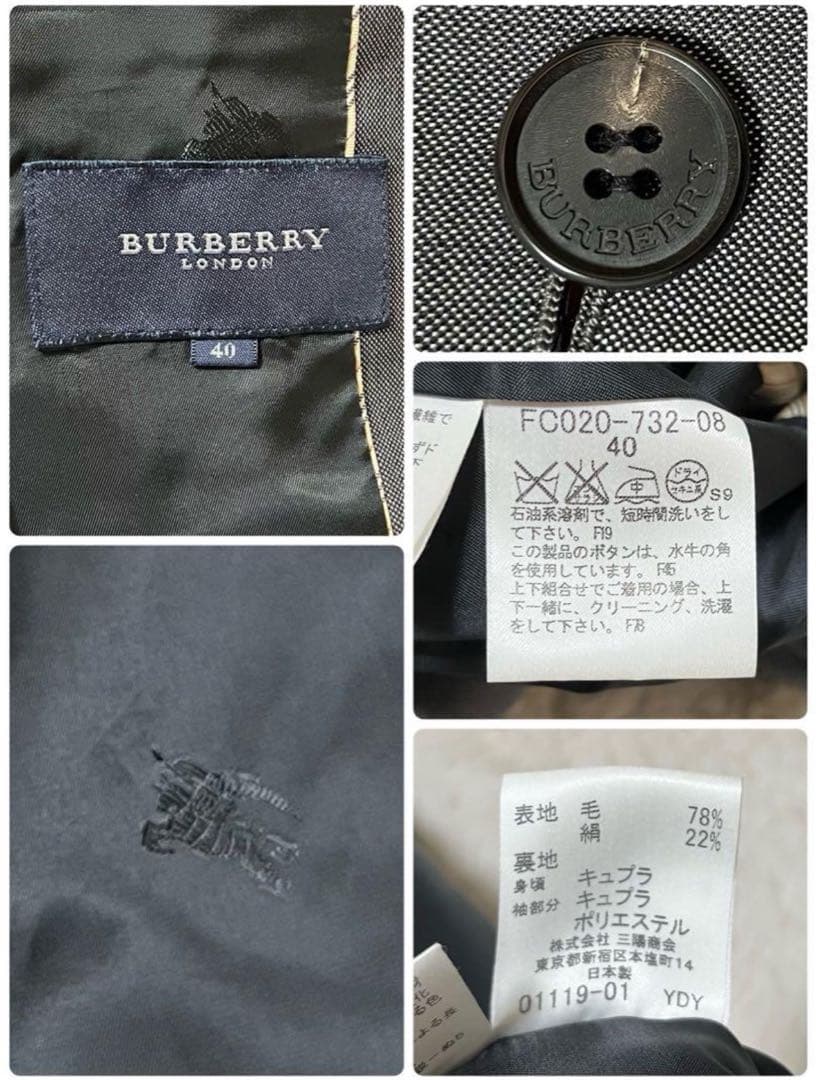 BURBERRY
LONDON
40
BURBERRY
FC020-732-08
40
中
ドライ
セキユ系
S9
石油系溶剤で、短時間洗いをし
て下さい。F19
この製品のボタンは、水牛の角
を使用しています。F45
上下組合せでご着用の場合、上
下一緒に、クリーニング、洗濯
をして下さい。F78
表地 毛 78%
絹 22%
裏地
身頃 キュプラ
袖部分 キュプラ
ポリエステル
株式会社 三陽商会
東京都新宿区本塩町14
日本製
01119-01 YDY